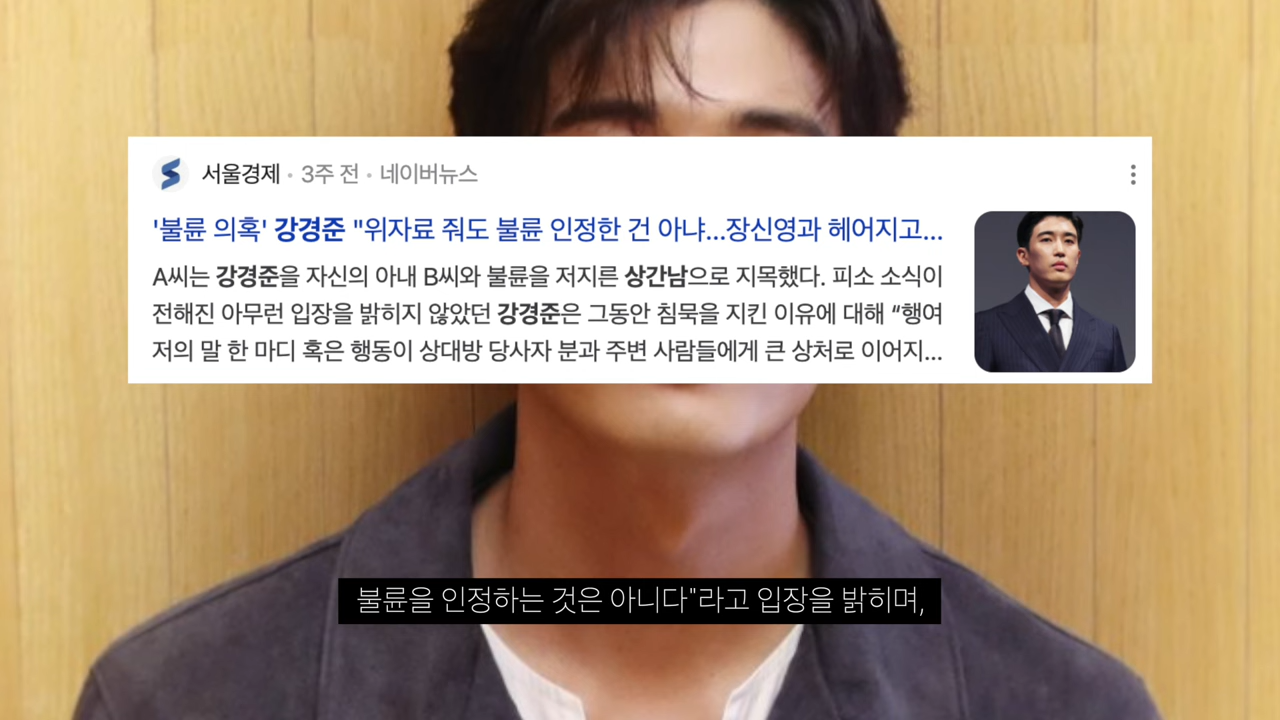 서울경제 · 3주 전 · 네이버뉴스
'불륜 의혹' 강경준 "위자료 줘도 불륜 인정한 건 아냐...장신영과 헤어지고...
A씨는 강경준을 자신의 아내 B씨와 불륜을 저지른 상간남으로 지목했다. 피소 소식이
전해진 아무런 입장을 밝히지 않았던 강경준은 그동안 침묵을 지킨 이유에 대해 “행여
저의 말 한 마디 혹은 행동이 상대방 당사자 분과 주변 사람들에게 큰 상처로 이어지...
불륜을 인정하는 것은 아니다"라고 입장을 밝히며,